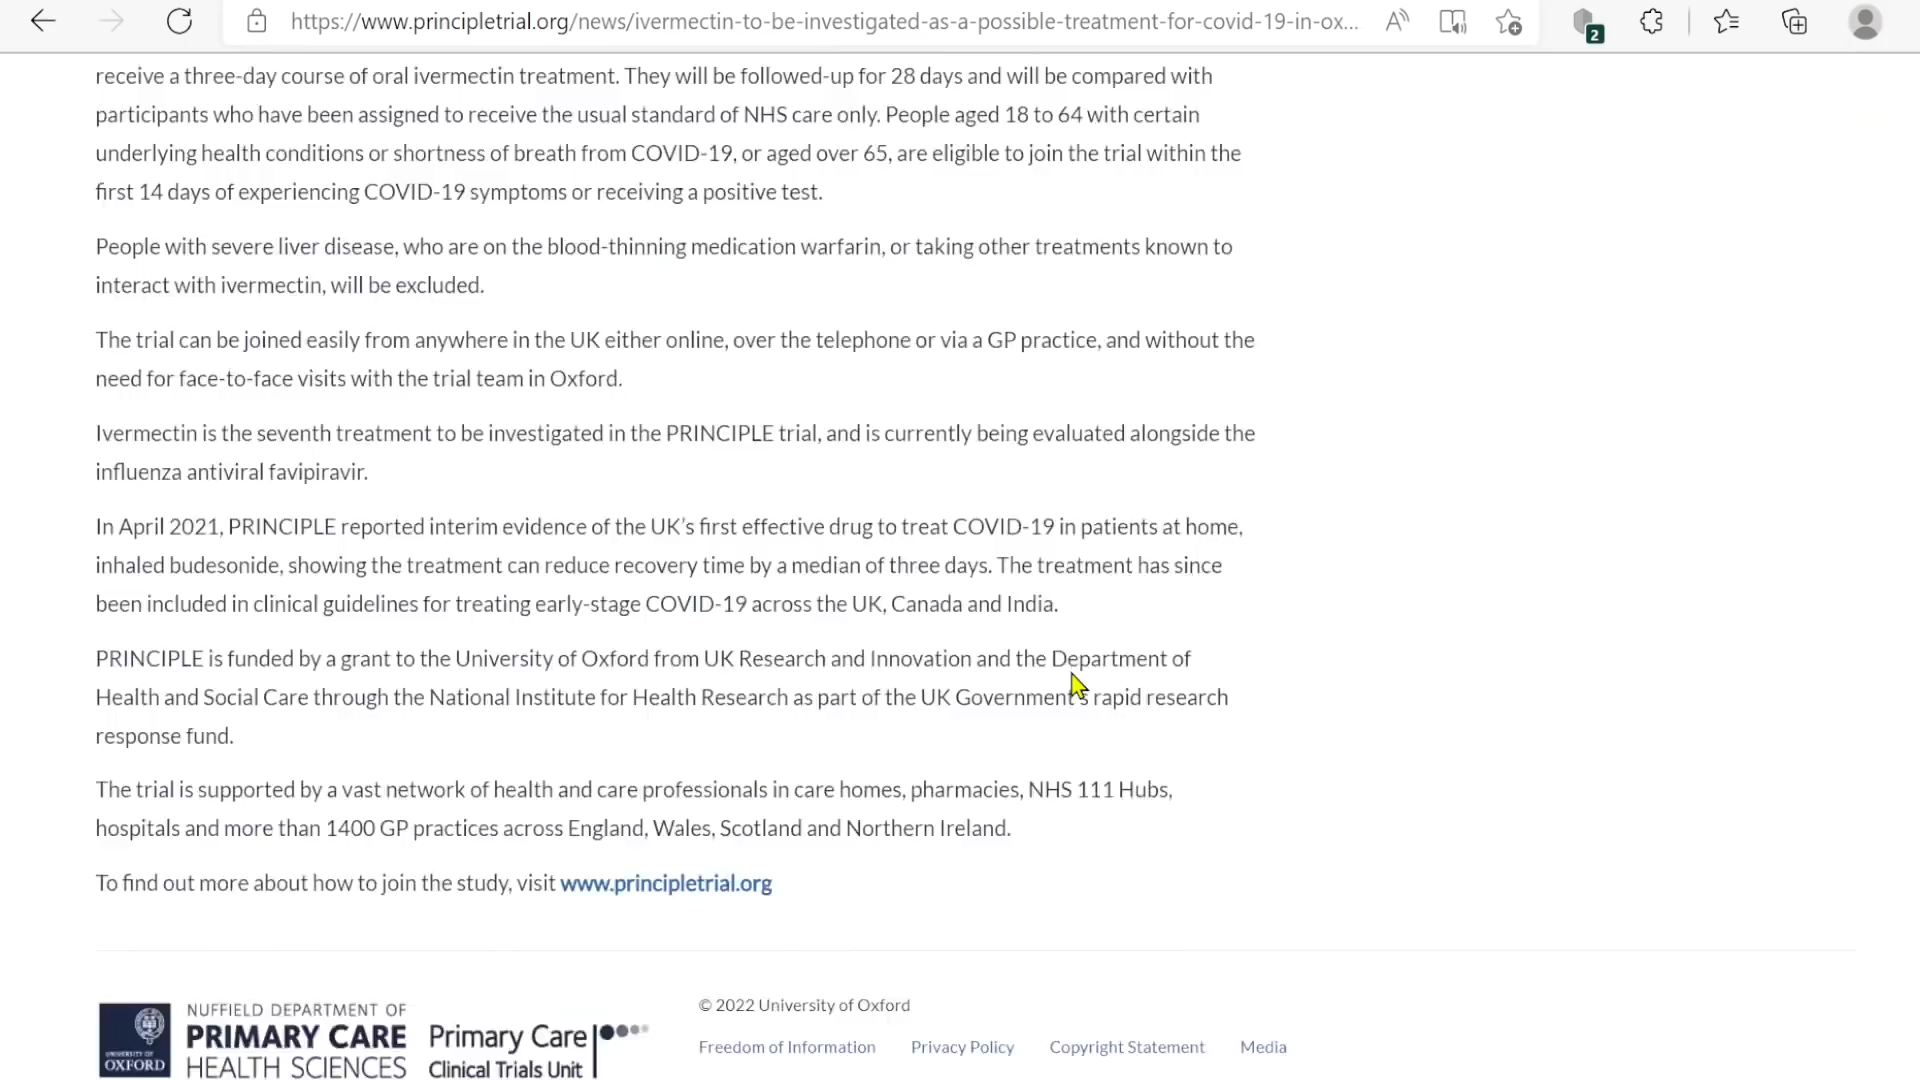 https://www.principletrial.org/news/ivermectin-to-be-investigated-as-a-possible-treatment-for-covid-19-in-ox...
2
receive a three-day course of oral ivermectin treatment. They will be followed-up for 28 days and will be compared with
participants who have been assigned to receive the usual standard of NHS care only. People aged 18 to 64 with certain
underlying health conditions or shortness of breath from COVID-19, or aged over 65, are eligible to join the trial within the
first 14 days of experiencing COVID-19 symptoms or receiving a positive test.
People with severe liver disease, who are on the blood-thinning medication warfarin, or taking other treatments known to
interact with ivermectin, will be excluded.
The trial can be joined easily from anywhere in the UK either online, over the telephone or via a GP practice, and without the
need for face-to-face visits with the trial team in Oxford.
Ivermectin is the seventh treatment to be investigated in the PRINCIPLE trial, and is currently being evaluated alongside the
influenza antiviral favipiravir.
In April 2021, PRINCIPLE reported interim evidence of the UK’s first effective drug to treat COVID-19 in patients at home,
inhaled budesonide, showing the treatment can reduce recovery time by a median of three days. The treatment has since
been included in clinical guidelines for treating early-stage COVID-19 across the UK, Canada and India.
PRINCIPLE is funded by a grant to the University of Oxford from UK Research and Innovation and the Department of
Health and Social Care through the National Institute for Health Research as part of the UK Government’s rapid research
response fund.
The trial is supported by a vast network of health and care professionals in care homes, pharmacies, NHS 111 Hubs,
hospitals and more than 1400 GP practices across England, Wales, Scotland and Northern Ireland.
To find out more about how to join the study, visit www.principletrial.org
UNIVERSITY OF
OXFORD
NUFFIELD DEPARTMENT OF
PRIMARY CARE
HEALTH SCIENCES
Primary Care
Clinical Trials Unit
© 2022 University of Oxford
Freedom of Information Privacy Policy Copyright Statement Media